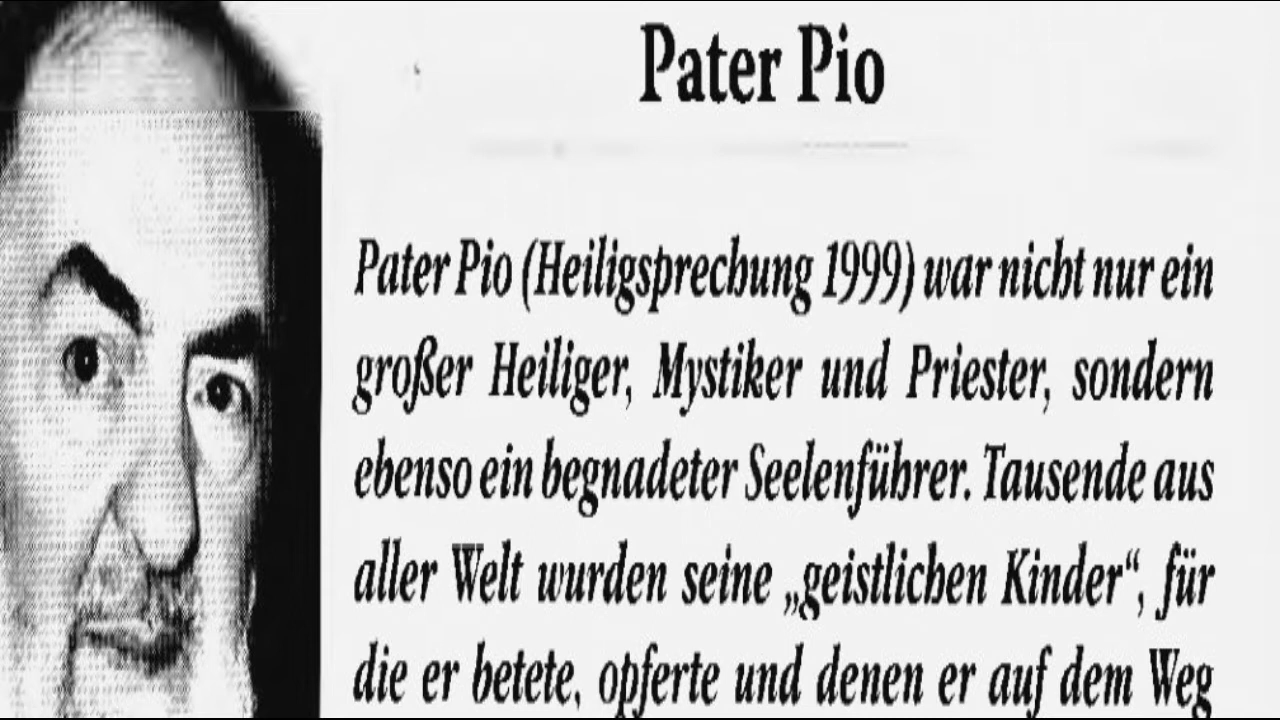 Pater Pio
Pater Pio (Heiligsprechung 1999) war nicht nur ein
großer Heiliger, Mystiker und Priester, sondern
ebenso ein begnadeter Seelenführer. Tausende aus
aller Welt wurden seine „geistlichen Kinder“, für
die er betete, opferte und denen er auf dem Weg